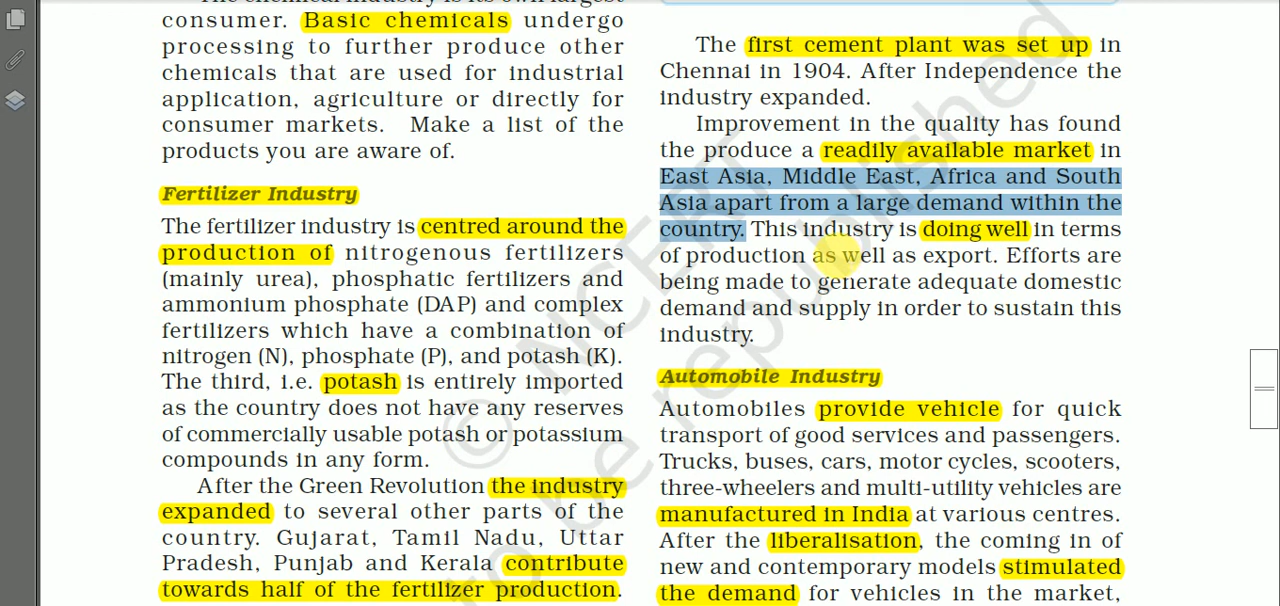 The chemical industry is its own largest
consumer. Basic chemicals undergo
processing to further produce other
chemicals that are used for industrial
application, agriculture or directly for
consumer markets. Make a list of the
products you are aware of.
Fertilizer Industry
The fertilizer industry is centred around the
production of nitrogenous fertilizers
(mainly urea), phosphatic fertilizers and
ammonium phosphate (DAP) and complex
fertilizers which have a combination of
nitrogen (N), phosphate (P), and potash (K).
The third, i.e. potash is entirely imported
as the country does not have any reserves
of commercially usable potash or potassium
compounds in any form.
After the Green Revolution the industry
expanded to several other parts of the
country. Gujarat, Tamil Nadu, Uttar
Pradesh, Punjab and Kerala contribute
towards half of the fertilizer production.
The first cement plant was set up in
Chennai in 1904. After Independence the
industry expanded.
Improvement in the quality has found
the produce a readily available market in
East Asia, Middle East, Africa and South
Asia apart from a large demand within the
country. This industry is doing well in terms
of production as well as export. Efforts are
being made to generate adequate domestic
demand and supply in order to sustain this
industry.
Automobile Industry
Automobiles provide vehicle for quick
transport of good services and passengers.
Trucks, buses, cars, motor cycles, scooters,
three-wheelers and multi-utility vehicles are
manufactured in India at various centres.
After the liberalisation, the coming in of
new and contemporary models stimulated
the demand for vehicles in the market,
© NCERT
to be republished